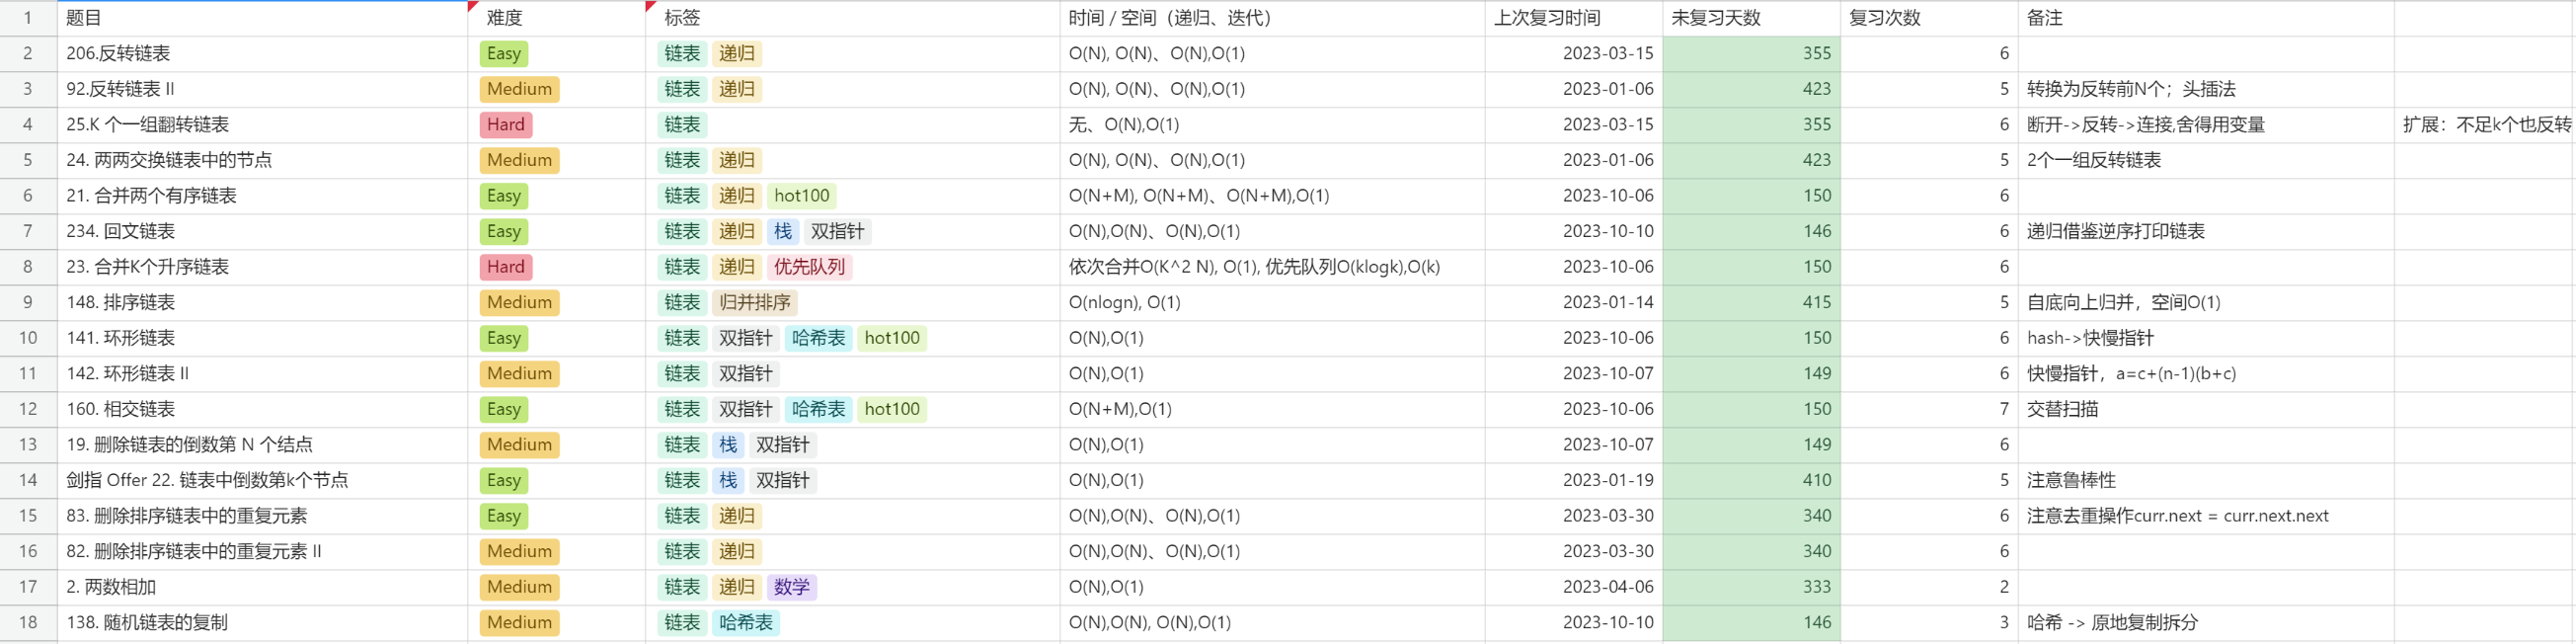 1 题目 难度 标签 时间 / 空间（递归、迭代） 上次复习时间 未复习天数 复习次数 备注
2 206.反转链表 Easy 链表 递归 O(N), O(N)、O(N),O(1) 2023-03-15 355 6
3 92.反转链表 II Medium 链表 递归 O(N), O(N)、O(N),O(1) 2023-01-06 423 5 转换为反转前N个；头插法
4 25.K 个一组翻转链表 Hard 链表 无、O(N),O(1) 2023-03-15 355 6 断开->反转->连接,舍得用变量 扩展：不足k个也反转
5 24. 两两交换链表中的节点 Medium 链表 递归 O(N), O(N)、O(N),O(1) 2023-01-06 423 5 2个一组反转链表
6 21. 合并两个有序链表 Easy 链表 递归 hot100 O(N+M), O(N+M)、O(N+M),O(1) 2023-10-06 150 6
7 234. 回文链表 Easy 链表 递归 栈 双指针 O(N),O(N)、O(N),O(1) 2023-10-10 146 6 递归借鉴逆序打印链表
8 23. 合并K个升序链表 Hard 链表 递归 优先队列 依次合并O(K^2 N), O(1), 优先队列O(klogk),O(k) 2023-10-06 150 6
9 148. 排序链表 Medium 链表 归并排序 O(nlogn), O(1) 2023-01-14 415 5 自底向上归并，空间O(1)
10 141. 环形链表 Easy 链表 双指针 哈希表 hot100 O(N),O(1) 2023-10-06 150 6 hash->快慢指针
11 142. 环形链表 II Medium 链表 双指针 O(N),O(1) 2023-10-07 149 6 快慢指针，a=c+(n-1)(b+c)
12 160. 相交链表 Easy 链表 双指针 哈希表 hot100 O(N+M),O(1) 2023-10-06 150 7 交替扫描
13 19. 删除链表的倒数第 N 个结点 Medium 链表 栈 双指针 O(N),O(1) 2023-10-07 149 6
14 剑指 Offer 22. 链表中倒数第k个节点 Easy 链表 栈 双指针 O(N),O(1) 2023-01-19 410 5 注意鲁棒性
15 83. 删除排序链表中的重复元素 Easy 链表 递归 O(N),O(N)、O(N),O(1) 2023-03-30 340 6 注意去重操作curr.next = curr.next.next
16 82. 删除排序链表中的重复元素 II Medium 链表 递归 O(N),O(N)、O(N),O(1) 2023-03-30 340 6
17 2. 两数相加 Medium 链表 递归 数学 O(N),O(1) 2023-04-06 333 2
18 138. 随机链表的复制 Medium 链表 哈希表 O(N),O(N), O(N),O(1) 2023-10-10 146 3 哈希 -> 原地复制拆分